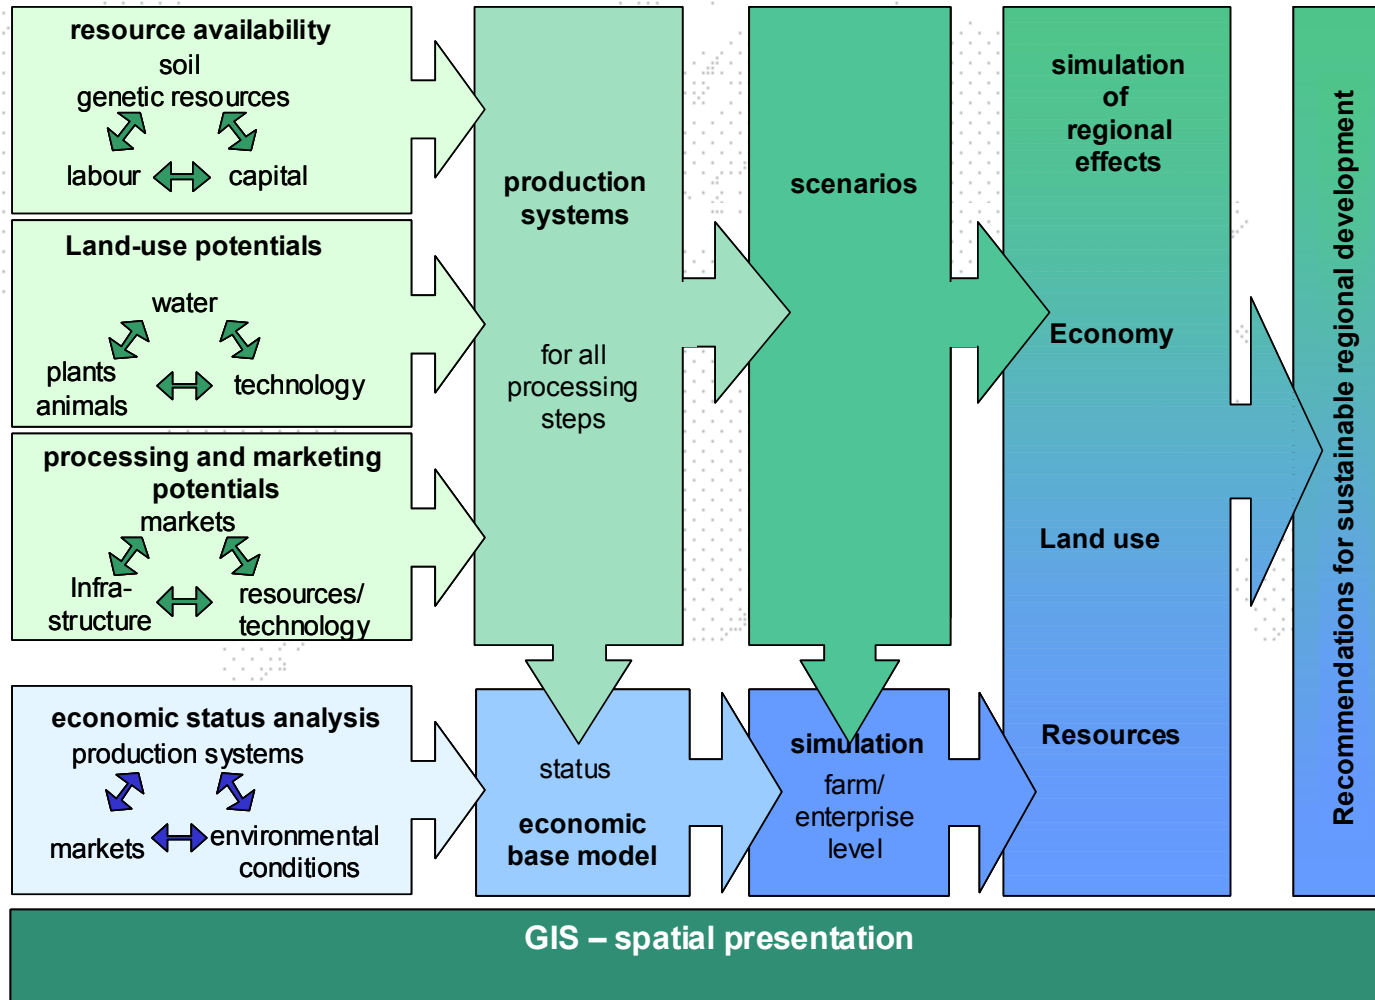 resource availability
soil
genetic resources
labour
capital
Land-use potentials
water
plants
animals
technology
processing and marketing
potentials
markets
Infra-
structure
resources/
technology
economic status analysis
production systems
markets
environmental
conditions
production
systems
for all
processing
steps
status
economic
base model
scenarios
simulation
farm/
enterprise
level
simulation
of
regional
effects
Economy
Land use
Resources
Recommendations for sustainable regional development
GIS – spatial presentation